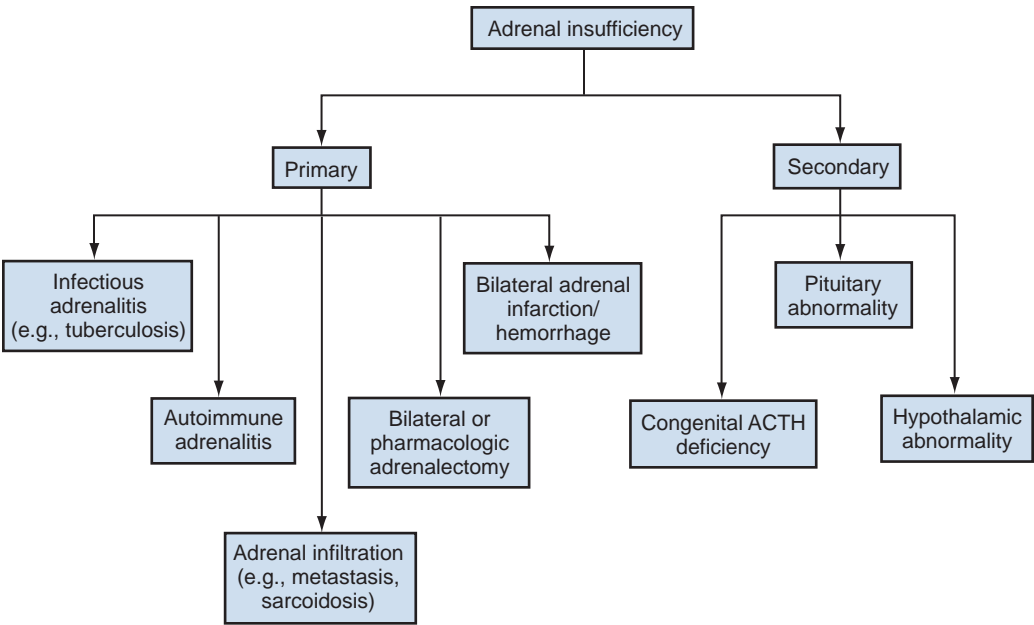 Adrenal insufficiency
Primary
Secondary
Infectious
adrenalitis
(e.g., tuberculosis)
Bilateral adrenal
infarction/
hemorrhage
Pituitary
abnormality
Autoimmune
adrenalitis
Bilateral or
pharmacologic
adrenalectomy
Congenital ACTH
deficiency
Hypothalamic
abnormality
Adrenal infiltration
(e.g., metastasis,
sarcoidosis)